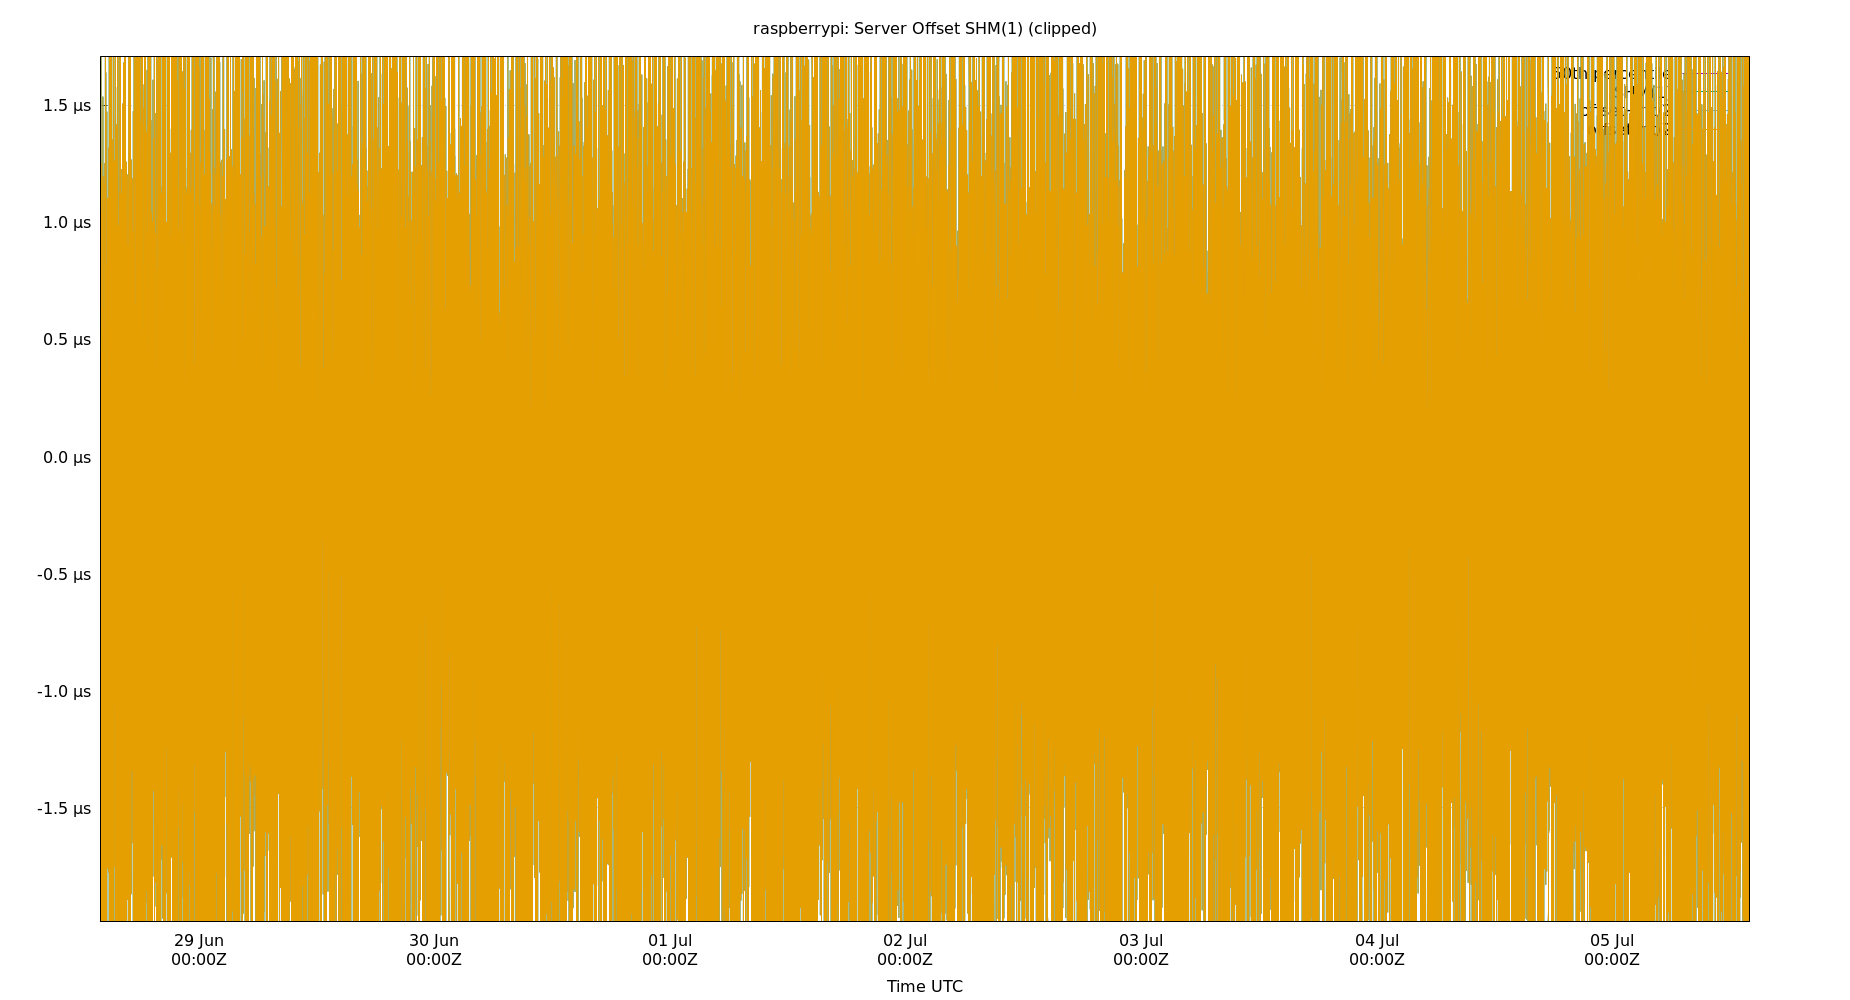 raspberrypi: Server Offset SHM(1) (clipped)
1.5 µs
1.0 µs
0.5 µs
0.0 µs
-0.5 µs
-1.0 µs
-1.5 µs
29 Jun 30 Jun 01 Jul 02 Jul 03 Jul 04 Jul 05 Jul
00:00Z 00:00Z 00:00Z 00:00Z 00:00Z 00:00Z 00:00Z
Time UTC